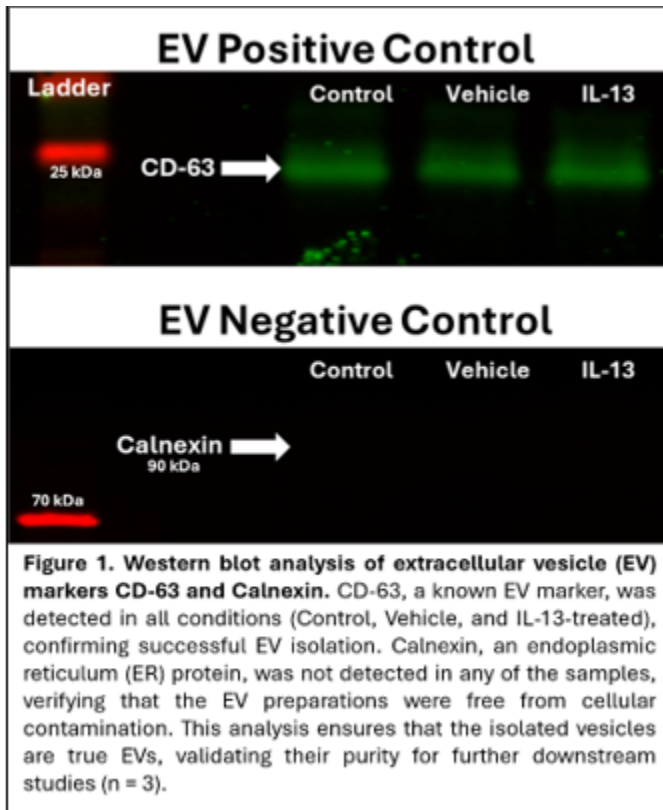 EV Positive Control
Ladder
Control Vehicle IL-13
25 kDa
CD-63
EV Negative Control
Control Vehicle IL-13
Calnexin
90 kDa
70 kDa
Figure 1. Western blot analysis of extracellular vesicle (EV)
markers CD-63 and Calnexin. CD-63, a known EV marker, was
detected in all conditions (Control, Vehicle, and IL-13-treated),
confirming successful EV isolation. Calnexin, an endoplasmic
reticulum (ER) protein, was not detected in any of the samples,
verifying that the EV preparations were free from cellular
contamination. This analysis ensures that the isolated vesicles
are true EVs, validating their purity for further downstream
studies (n = 3).